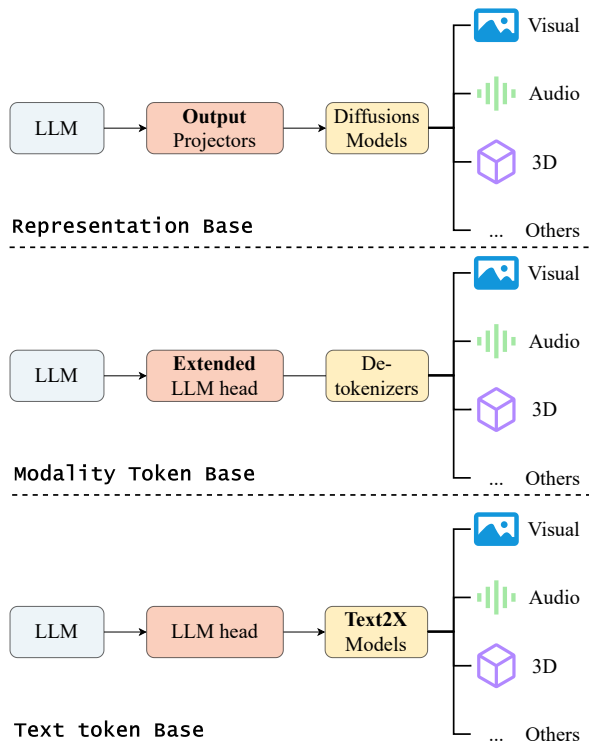 Visual
Audio
LLM
Output
Projectors
Diffusions
Models
3D
Representation Base
... Others
Visual
Audio
LLM
Extended
LLM head
De-
tokenizers
3D
Modality Token Base
... Others
Visual
Audio
LLM
LLM head
Text2X
Models
3D
Text token Base
... Others